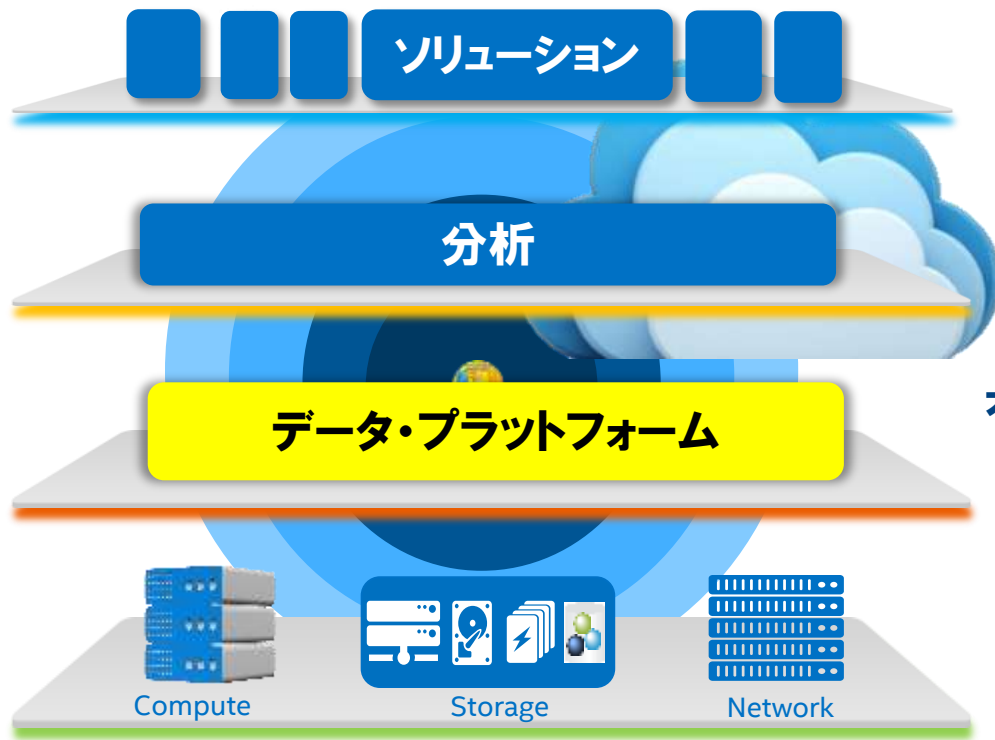 ソリューション
分析
データ・プラットフォーム
Compute
Storage
Network